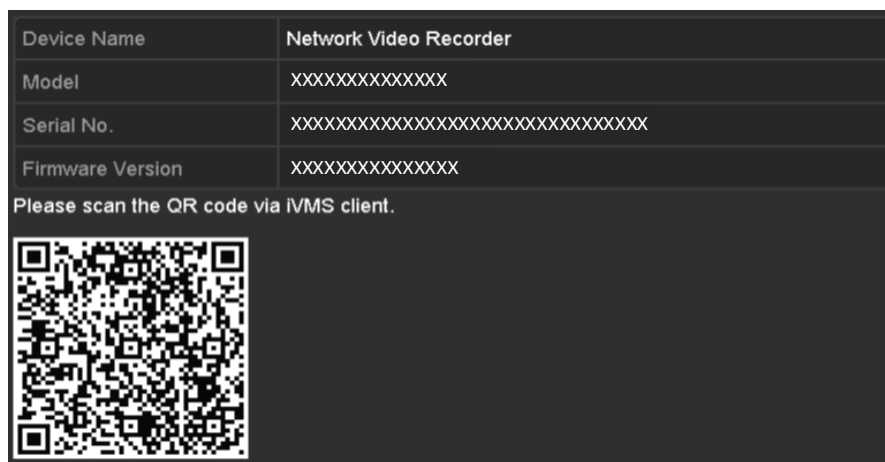 Device Name Network Video Recorder
Model XXXXXXXXXXXXXX
Serial No. XXXXXXXXXXXXXXXXXXXXXXXXXXXXXXXX
Firmware Version XXXXXXXXXXXXXXX
Please scan the QR code via iVMS client.